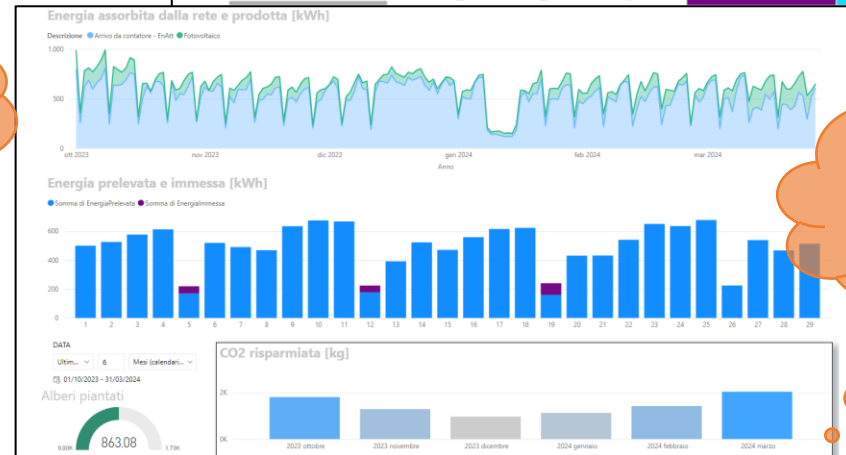 Energia assorbita dalla rete e prodotta [kWh]
Descrizione Arrivo da contatore - EnAtt Fotovoltaico
1.000
500
0
ott 2023 nov 2023 dic 2023 gen 2024 feb 2024 mar 2024
Anno
Energia prelevata e immessa [kWh]
Somma di EnergiaPrelevata Somma di EnergiaImmessa
600
400
200
0
1 2 3 4 5 6 7 8 9 10 11 12 13 14 15 16 17 18 19 20 21 22 23 24 25 26 27 28 29
DATA
Ultim... 6 Mesi (calendari...
01/10/2023 - 31/03/2024
Alberi piantati
863.08
0,00K 1,73K
CO2 risparmiata [kg]
2K
0K
2023 ottobre 2023 novembre 2023 dicembre 2024 gennaio 2024 febbraio 2024 marzo